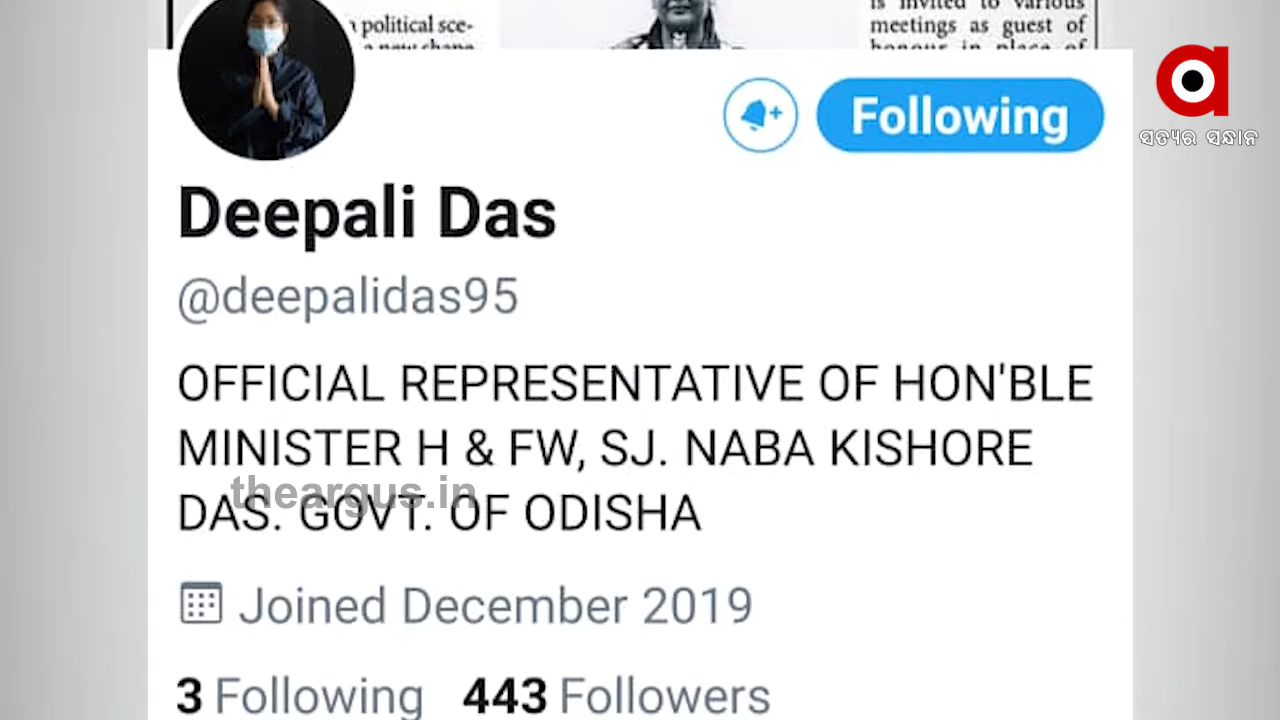 political sce-
a new shape
is invited to various
meetings as guest of
honour in place of
Following
ସତ୍ୟର ସନ୍ଧାନ
Deepali Das
@deepalidas95
OFFICIAL REPRESENTATIVE OF HON'BLE
MINISTER H & FW, SJ. NABA KISHORE
DAS. GOVT. OF ODISHA
theargus.in
Joined December 2019
3 Following 443 Followers